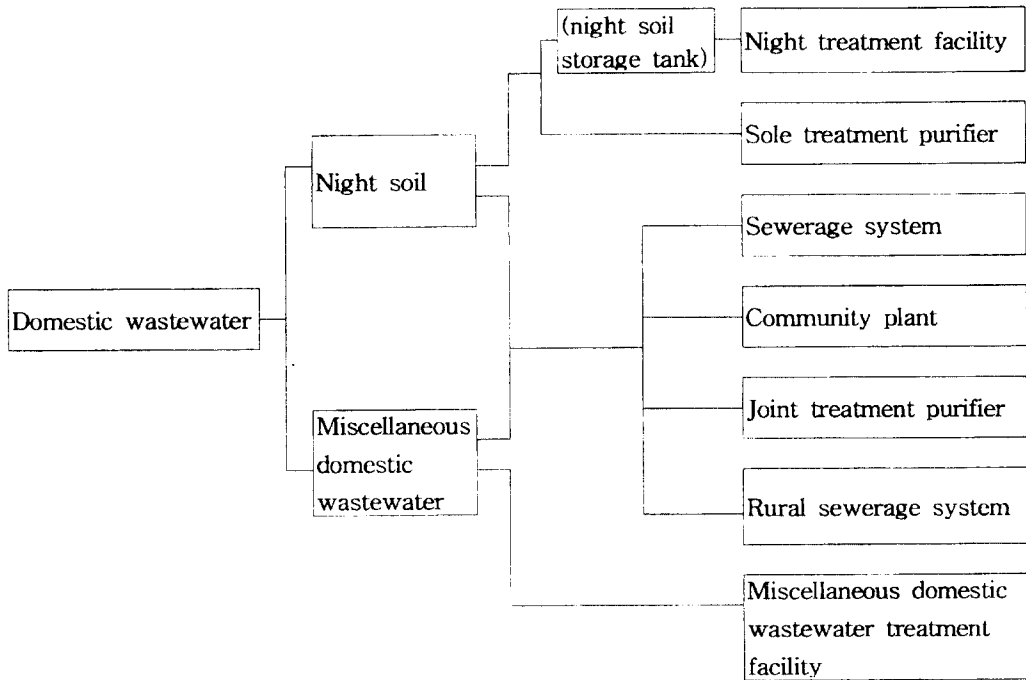 (night soil
storage tank)
Night treatment facility
Sole treatment purifier
Night soil
Sewerage system
Domestic wastewater
Community plant
Joint treatment purifier
Miscellaneous
domestic
wastewater
Rural sewerage system
Miscellaneous domestic
wastewater treatment
facility